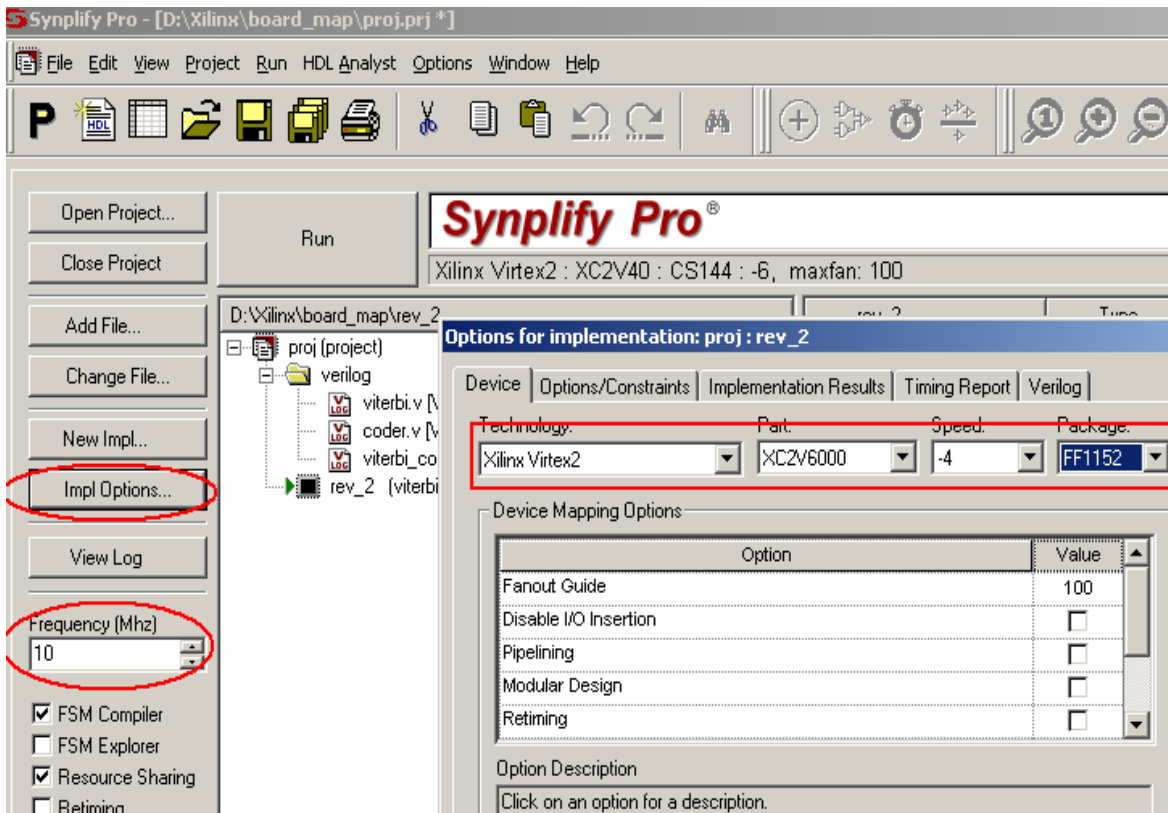 Synplify Pro - [D:\Xilinx\board_map\proj.prj *]
File Edit View Project Run HDL Analyst Options Window Help
P HDL 1
Open Project...
Close Project
Run
Synplify Pro®
Xilinx Virtex2 : XC2V40 : CS144 : -6, maxfan: 100
Add File...
Change File...
New Impl...
Impl Options...
View Log
Frequency (Mhz)
10
FSM Compiler
FSM Explorer
Resource Sharing
Retiming
D:\Xilinx\board_map\rev_2
proj (project)
verilog
viterbi.v
coder.v
viterbi_co
rev_2 (viterbi
rev_2 Type
Options for implementation: proj : rev_2
Device Options/Constraints Implementation Results Timing Report Verilog
Technology: Part: Speed: Package:
Xilinx Virtex2 XC2V6000 -4 FF1152
Device Mapping Options
Option Value
Fanout Guide 100
Disable I/O Insertion
Pipelining
Modular Design
Retiming
Option Description
Click on an option for a description.